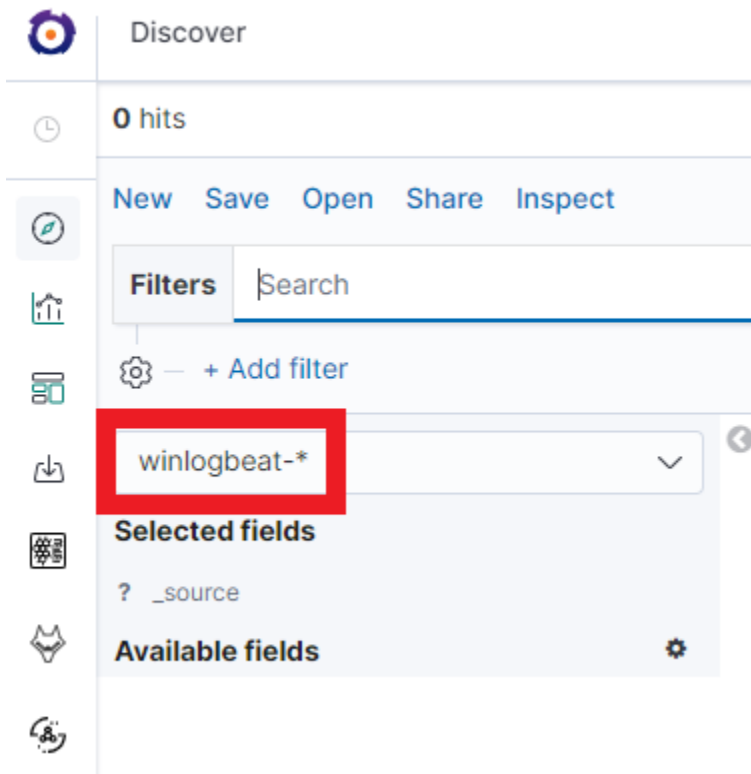 Discover
0 hits
New Save Open Share Inspect
Filters Search
+ Add filter
winlogbeat-*
Selected fields
? _source
Available fields